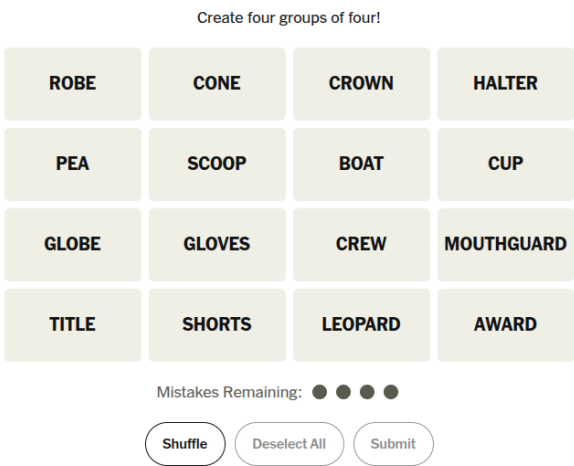 Create four groups of four!
ROBE CONE CROWN HALTER
PEA SCOOP BOAT CUP
GLOBE GLOVES CREW MOUTHGUARD
TITLE SHORTS LEOPARD AWARD
Mistakes Remaining:
Shuffle Deselect All Submit